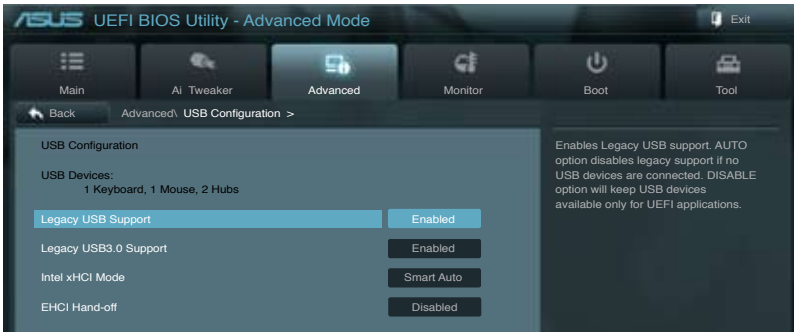 ASUS UEFI BIOS Utility - Advanced Mode
Exit
Main
Ai Tweaker
Advanced
Monitor
Boot
Tool
Back
Advanced\ USB Configuration >
USB Configuration
USB Devices:
1 Keyboard, 1 Mouse, 2 Hubs
Legacy USB Support Enabled
Legacy USB3.0 Support Enabled
Intel xHCI Mode Smart Auto
EHCI Hand-off Disabled
Enables Legacy USB support. AUTO
option disables legacy support if no
USB devices are connected. DISABLE
option will keep USB devices
available only for UEFI applications.